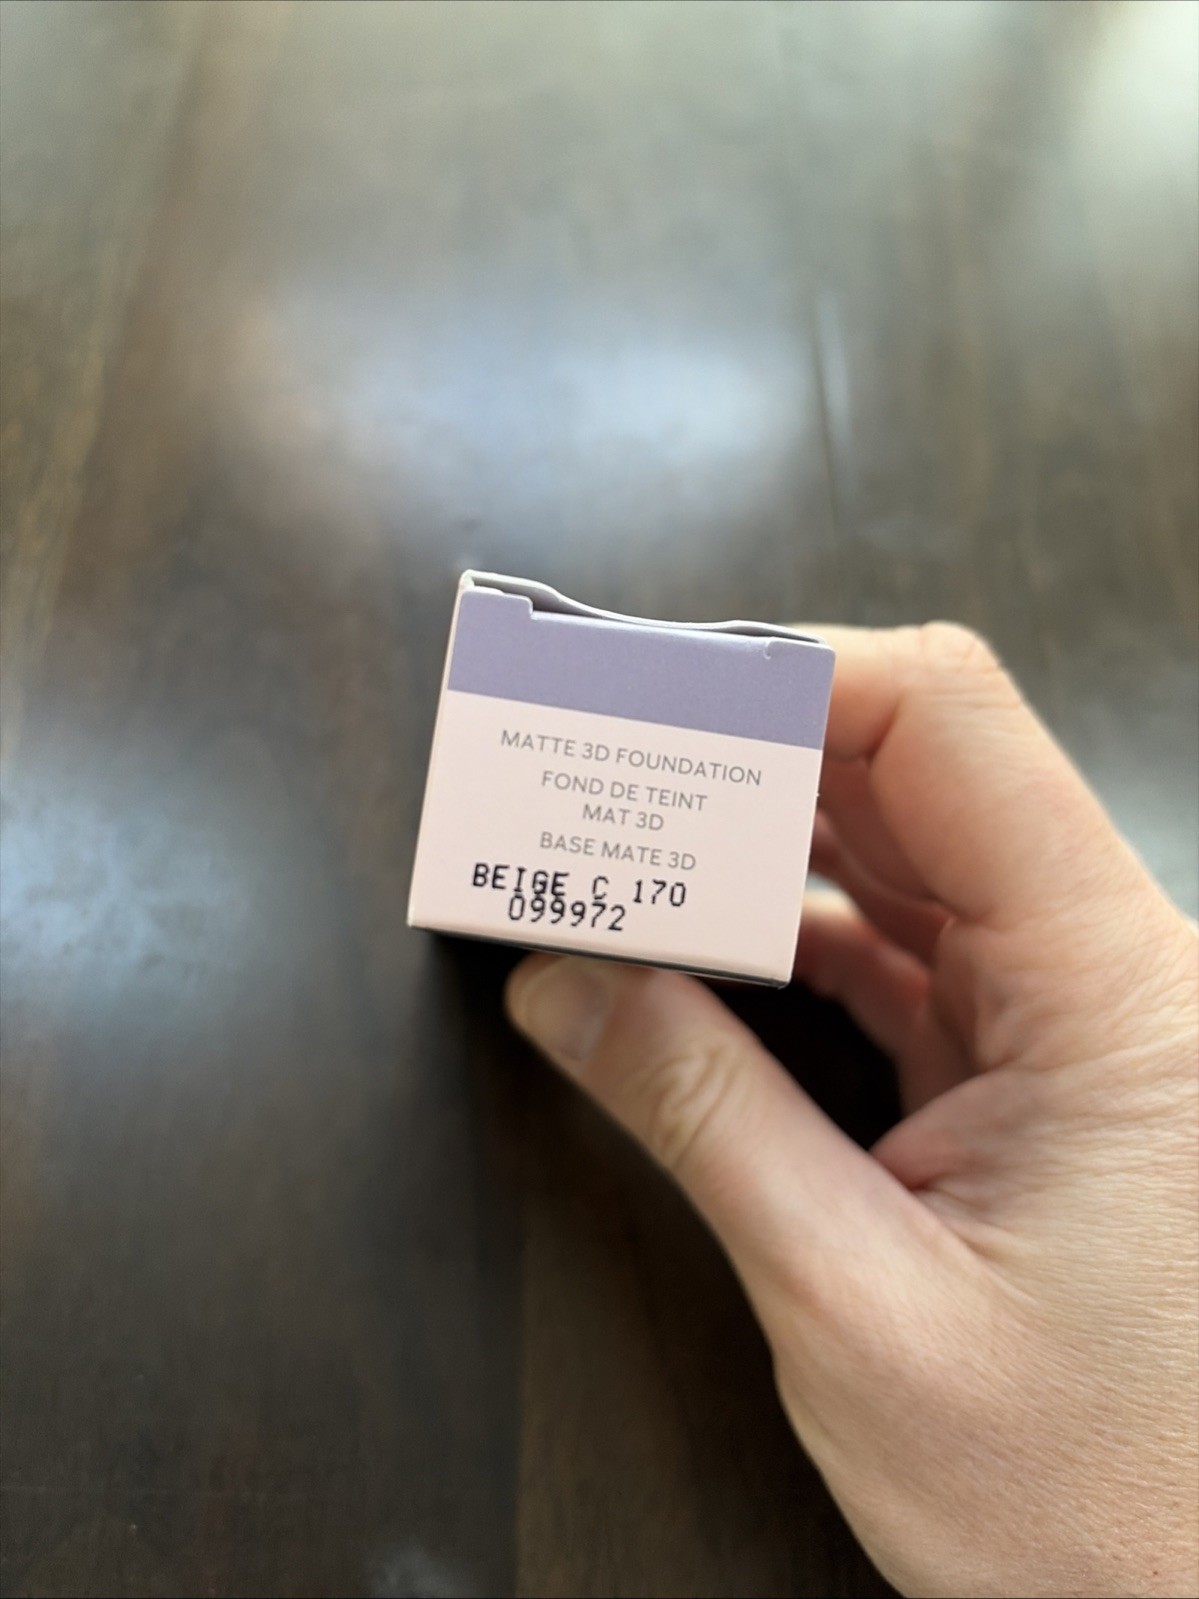 MATTE 3D FOUNDATION
FOND DE TEINT
MAT 3D
BASE MATE 3D
BEIGE C 170
099972